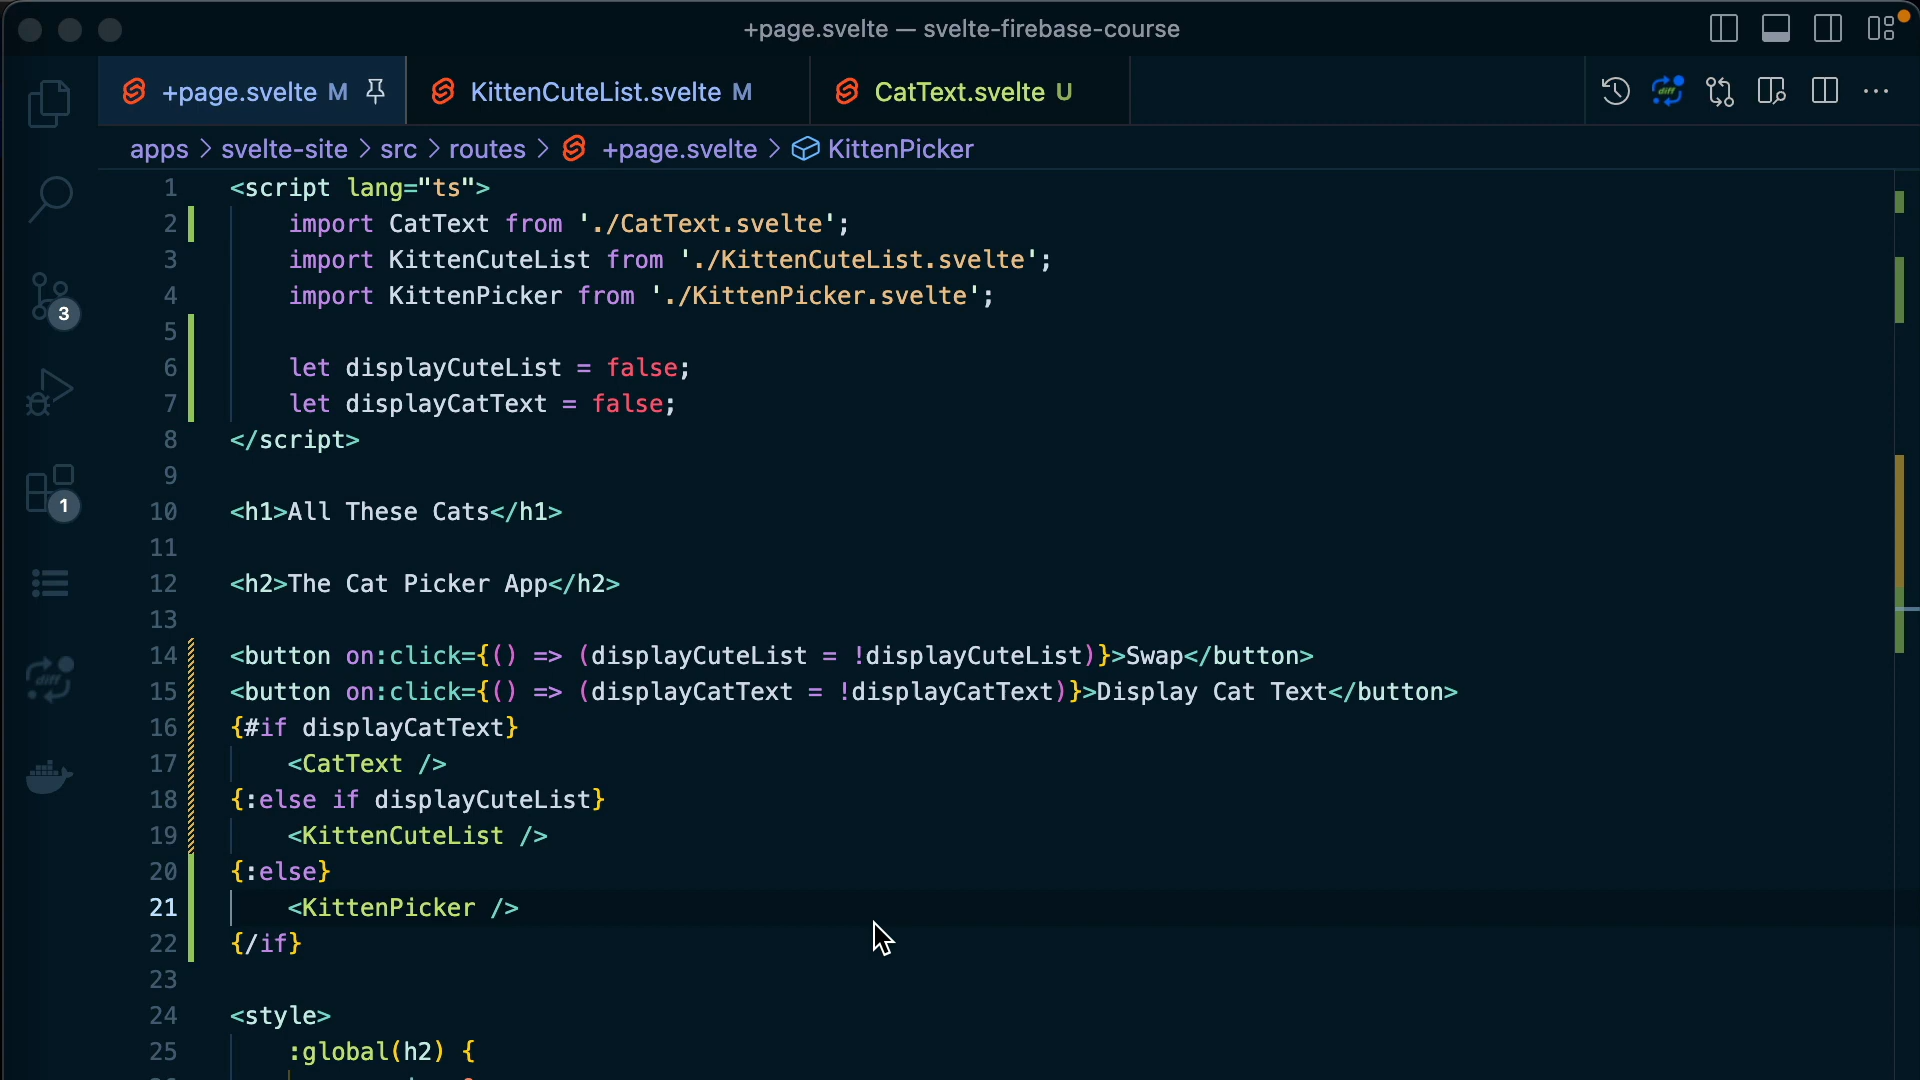 +page.svelte — svelte-firebase-course
+page.svelte M
KittenCuteList.svelte M
CatText.svelte U
apps > svelte-site > src > routes > +page.svelte > KittenPicker
1 <script lang="ts">
2 import CatText from './CatText.svelte';
3 import KittenCuteList from './KittenCuteList.svelte';
4 import KittenPicker from './KittenPicker.svelte';
5
6 let displayCuteList = false;
7 let displayCatText = false;
8 </script>
9
10 <h1>All These Cats</h1>
11
12 <h2>The Cat Picker App</h2>
13
14 <button on:click={() => (displayCuteList = !displayCuteList)}>Swap</button>
15 <button on:click={() => (displayCatText = !displayCatText)}>Display Cat Text</button>
16 {#if displayCatText}
17 <CatText />
18 {:else if displayCuteList}
19 <KittenCuteList />
20 {:else}
21 <KittenPicker />
22 {/if}
23
24 <style>
25 :global(h2) {
3
1
diff
diff